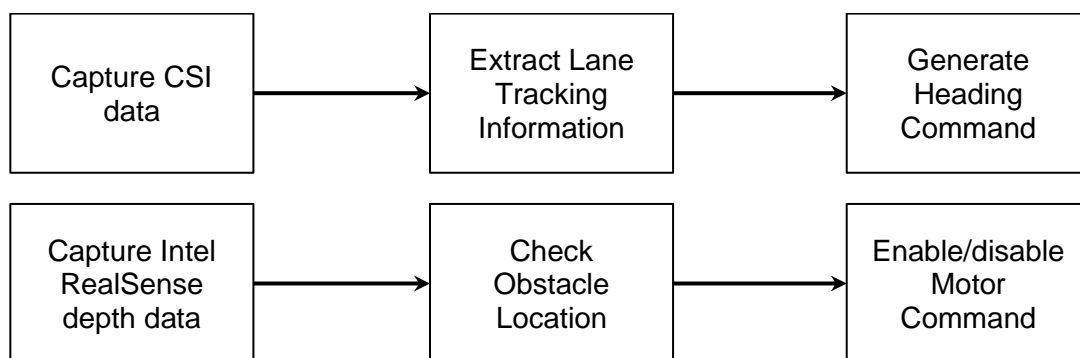 Capture CSI
data
Extract Lane
Tracking
Information
Generate
Heading
Command
Capture Intel
RealSense
depth data
Check
Obstacle
Location
Enable/disable
Motor
Command